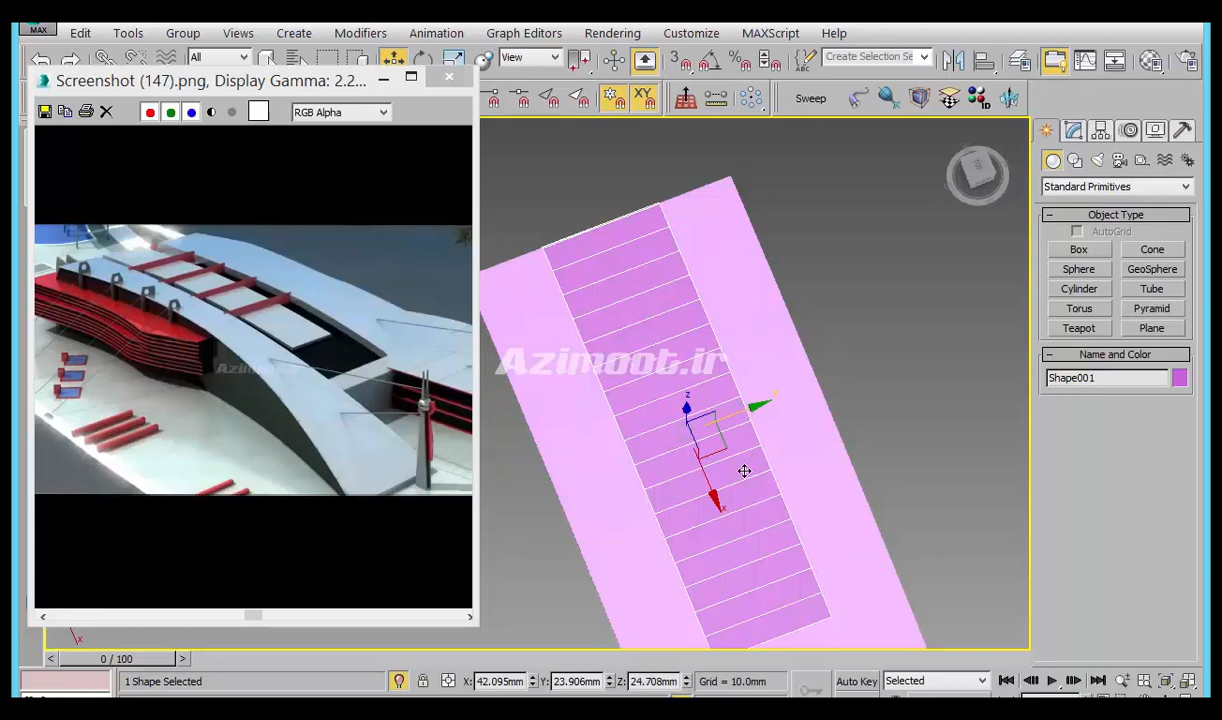 MAX
Edit Tools Group Views Create Modifiers Animation Graph Editors Rendering Customize MAXScript Help
All
View
3
Create Selection Se
Screenshot (147).png, Display Gamma: 2.2...
XY
Sweep
RGB Alpha
Standard Primitives
Object Type
AutoGrid
Box Cone
Sphere GeoSphere
Cylinder Tube
Torus Pyramid
Teapot Plane
Name and Color
Shape001
Azimoot.ir
z
x
x
0 / 100
1 Shape Selected
X: 42.095mm Y: 23.906mm Z: 24.708mm Grid = 10.0mm
Auto Key Selected